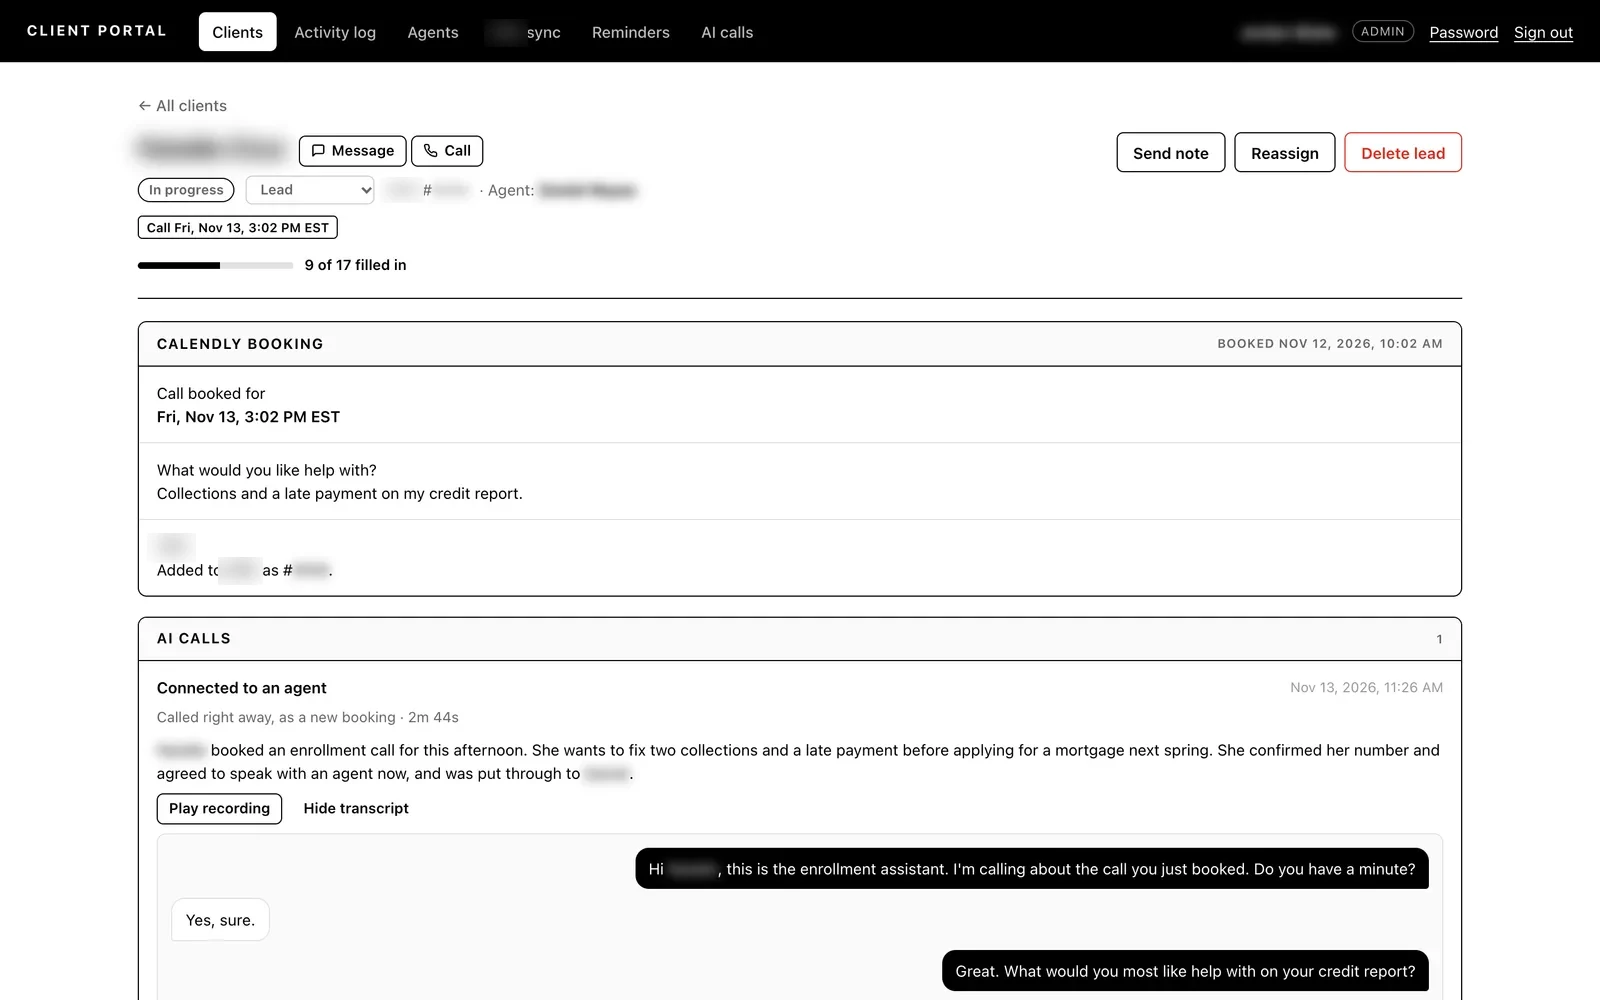 CLIENT PORTAL
Clients
Activity log
Agents
sync
Reminders
AI calls
ADMIN
Password
Sign out
← All clients
Message
Call
Send note
Reassign
Delete lead
In progress
Lead
#
· Agent:
Call Fri, Nov 13, 3:02 PM EST
9 of 17 filled in
CALENDLY BOOKING
BOOKED NOV 12, 2026, 10:02 AM
Call booked for
Fri, Nov 13, 3:02 PM EST
What would you like help with?
Collections and a late payment on my credit report.
Added to as # .
AI CALLS
1
Connected to an agent
Nov 13, 2026, 11:26 AM
Called right away, as a new booking · 2m 44s
booked an enrollment call for this afternoon. She wants to fix two collections and a late payment before applying for a mortgage next spring. She confirmed her number and
agreed to speak with an agent now, and was put through to .
Play recording
Hide transcript
Hi , this is the enrollment assistant. I'm calling about the call you just booked. Do you have a minute?
Yes, sure.
Great. What would you most like help with on your credit report?